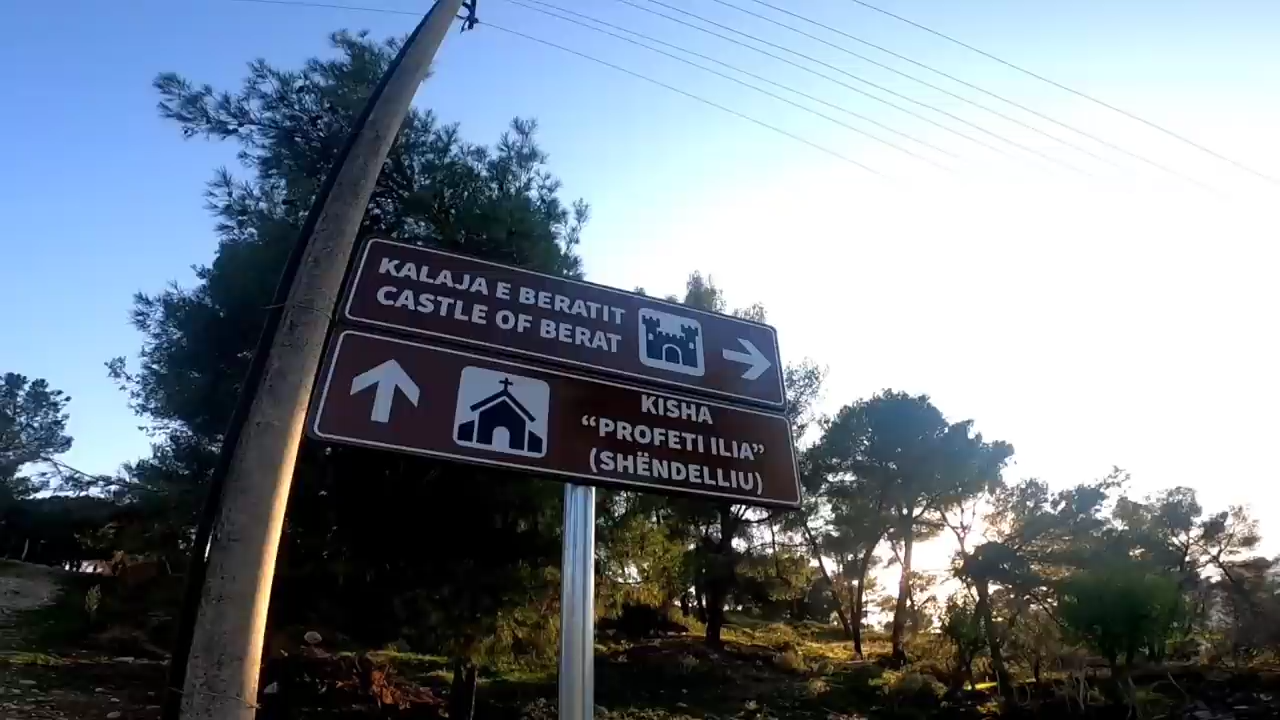 KALAJA E BERATIT
CASTLE OF BERAT
KISHA
“PROFETI ILIA”
(SHËNDELLIU)